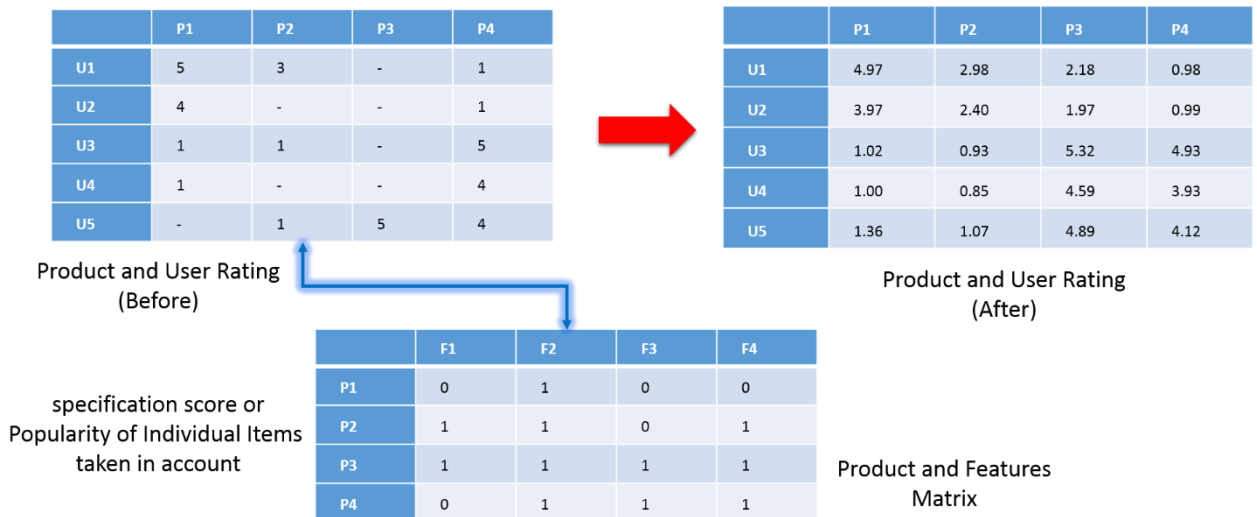 P1 P2 P3 P4
U1 5 3 - 1
U2 4 - - 1
U3 1 1 - 5
U4 1 - - 4
U5 - 1 5 4
Product and User Rating
(Before)
P1 P2 P3 P4
U1 4.97 2.98 2.18 0.98
U2 3.97 2.40 1.97 0.99
U3 1.02 0.93 5.32 4.93
U4 1.00 0.85 4.59 3.93
U5 1.36 1.07 4.89 4.12
Product and User Rating
(After)
specification score or
Popularity of Individual Items
taken in account
F1 F2 F3 F4
P1 0 1 0 0
P2 1 1 0 1
P3 1 1 1 1
P4 0 1 1 1
Product and Features
Matrix